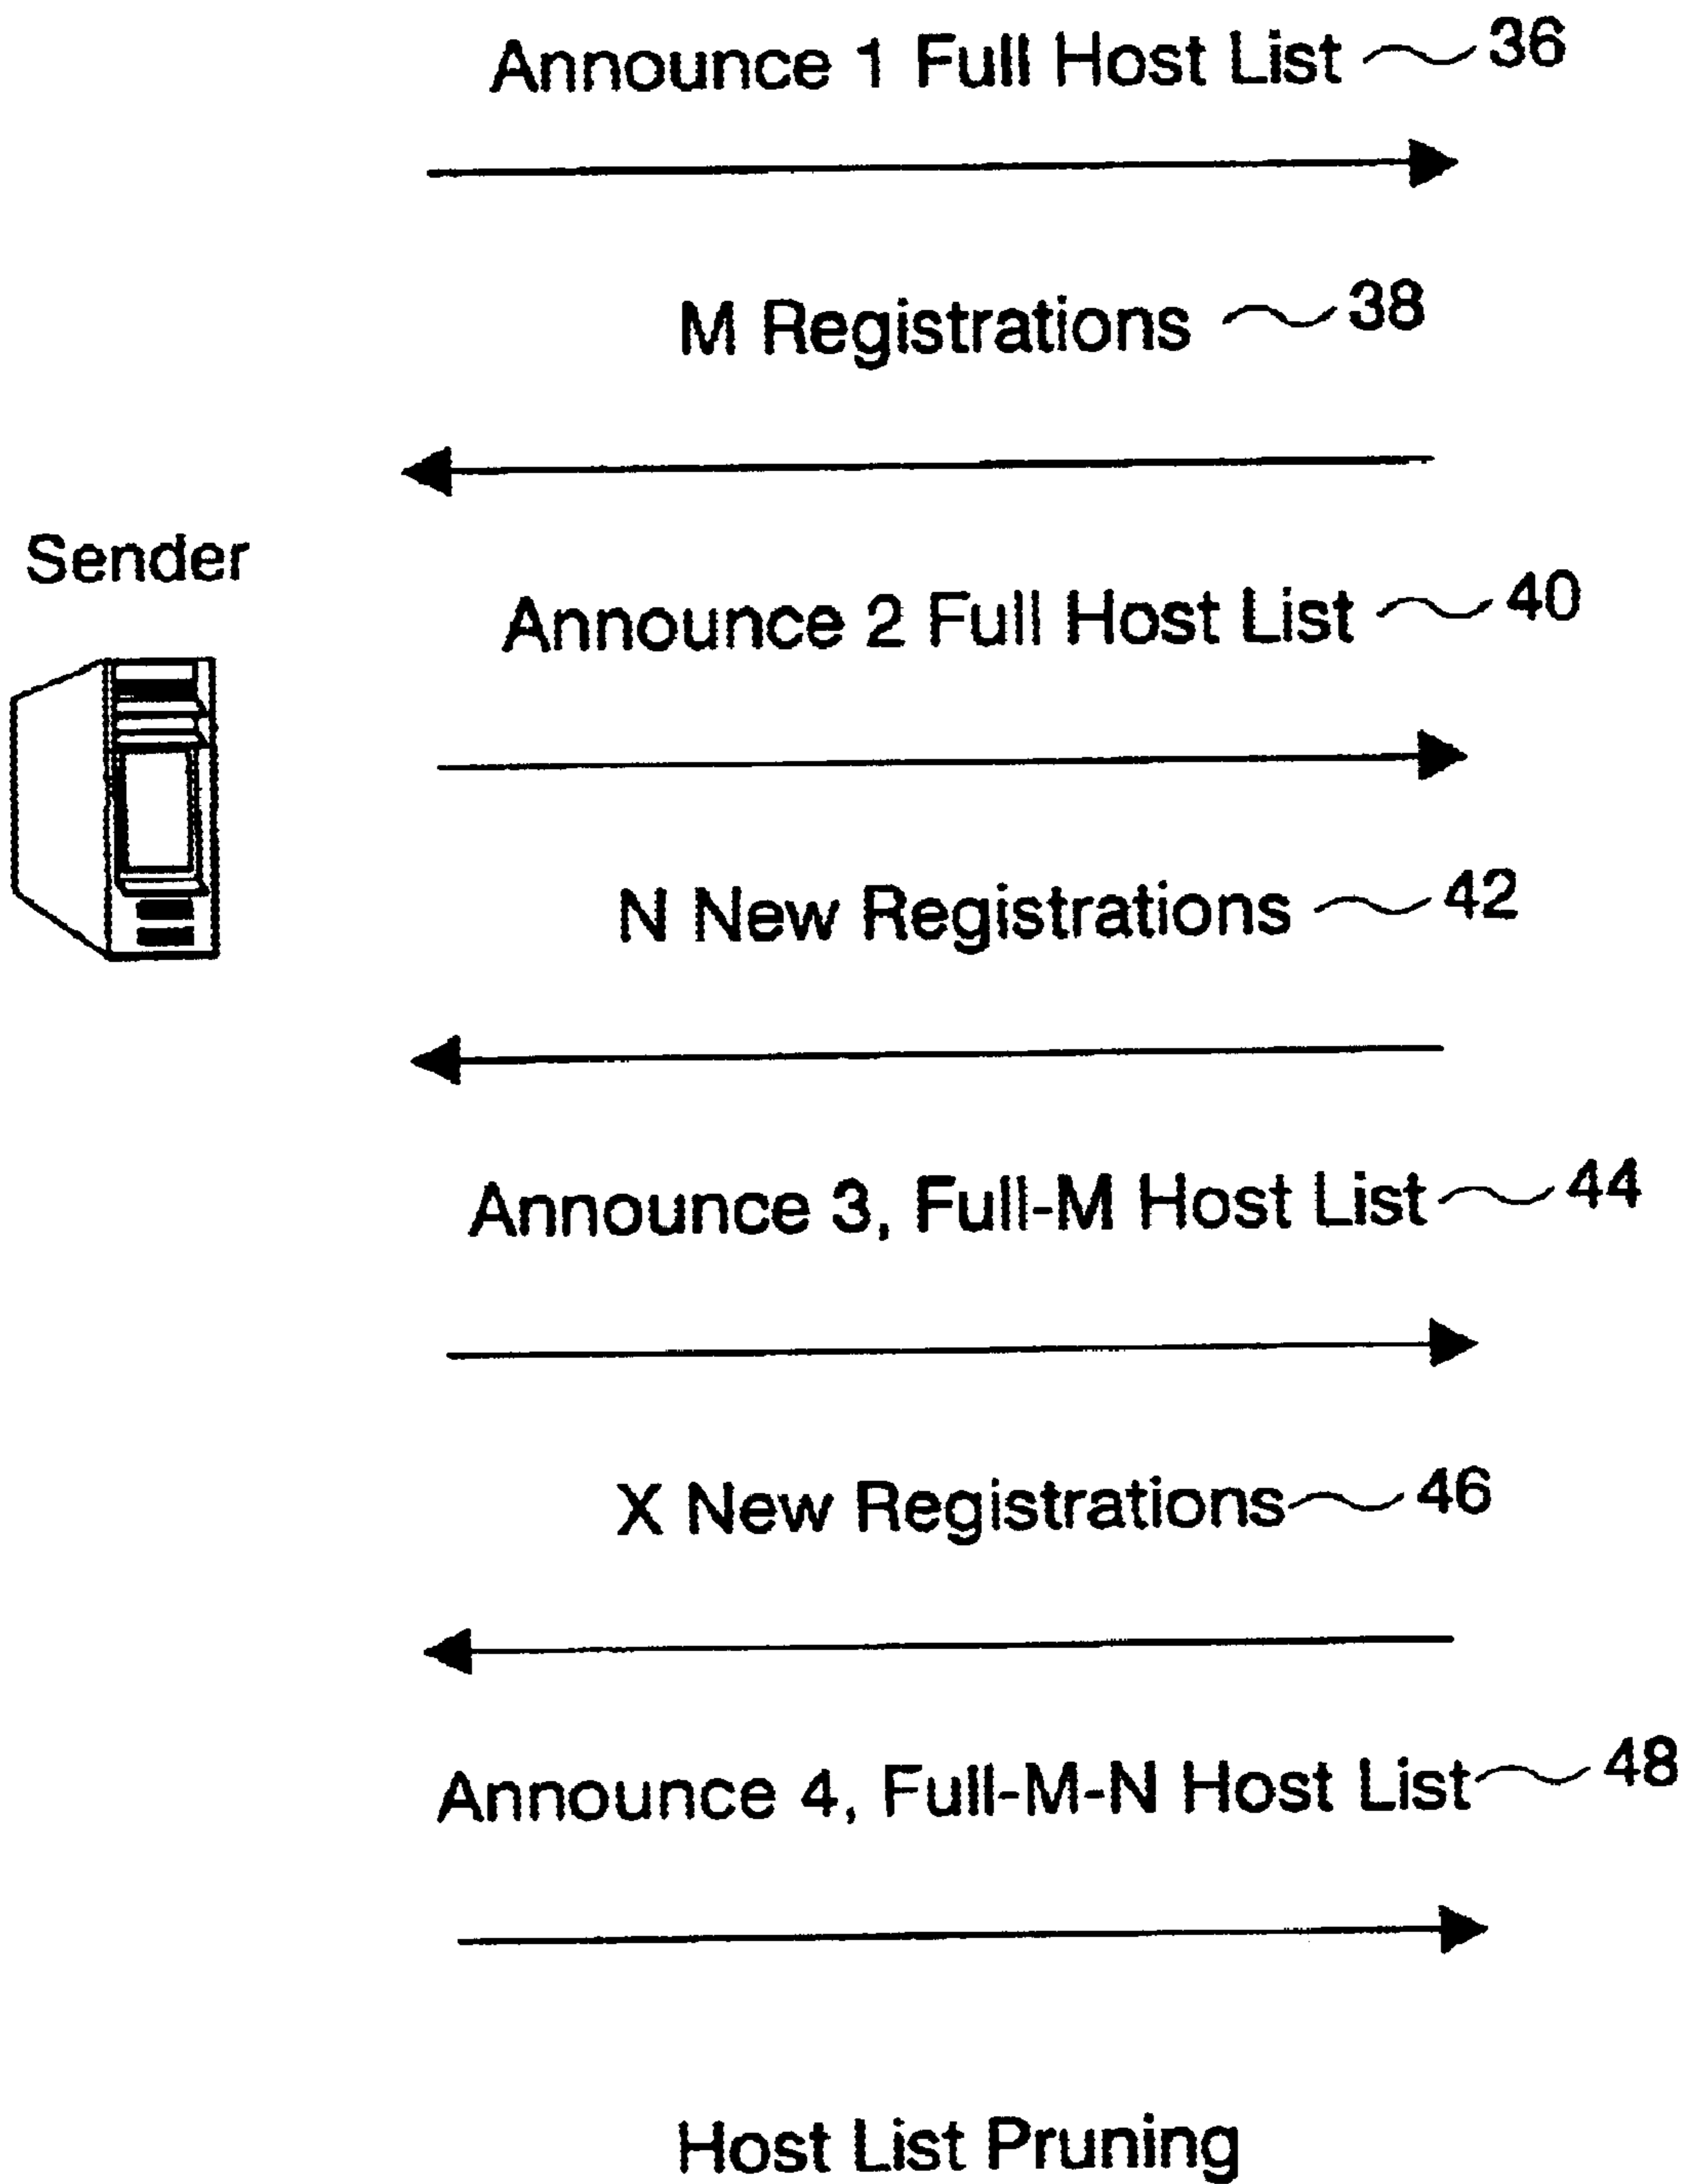 Announce 1 Full Host List 36
M Registrations 38
Sender
Announce 2 Full Host List 40
N New Registrations 42
Announce 3, Full-M Host List 44
X New Registrations 46
Announce 4, Full-M-N Host List 48
Host List Pruning